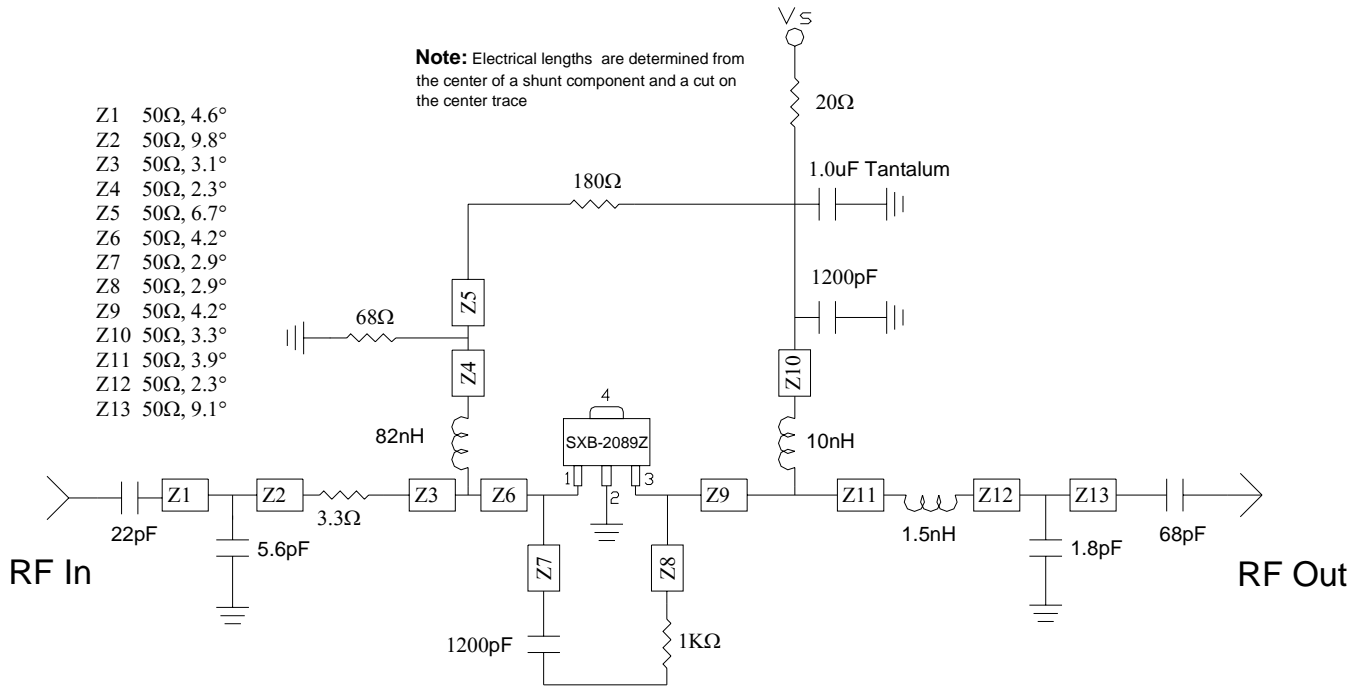 Vs
Note: Electrical lengths are determined from
the center of a shunt component and a cut on
the center trace
20Ω
Z1 50Ω, 4.6°
Z2 50Ω, 9.8°
Z3 50Ω, 3.1°
Z4 50Ω, 2.3°
Z5 50Ω, 6.7°
Z6 50Ω, 4.2°
Z7 50Ω, 2.9°
Z8 50Ω, 2.9°
Z9 50Ω, 4.2°
Z10 50Ω, 3.3°
Z11 50Ω, 3.9°
Z12 50Ω, 2.3°
Z13 50Ω, 9.1°
1.0uF Tantalum
180Ω
1200pF
Z5
68Ω
Z4
Z10
4
82nH
SXB-2089Z
10nH
1
2
3
Z1
Z2
Z3
Z6
Z9
Z11
Z12
Z13
3.3Ω
1.5nH
22pF
5.6pF
1.8pF
68pF
RF In
RF Out
Z7
Z8
1200pF
1KΩ